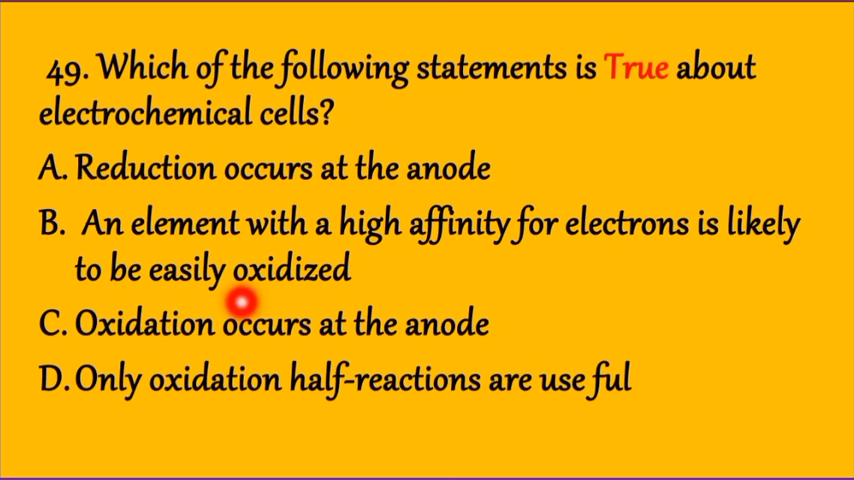 49. Which of the following statements is True about
electrochemical cells?
A. Reduction occurs at the anode
B. An element with a high affinity for electrons is likely
to be easily oxidized
C. Oxidation occurs at the anode
D. Only oxidation half-reactions are use ful